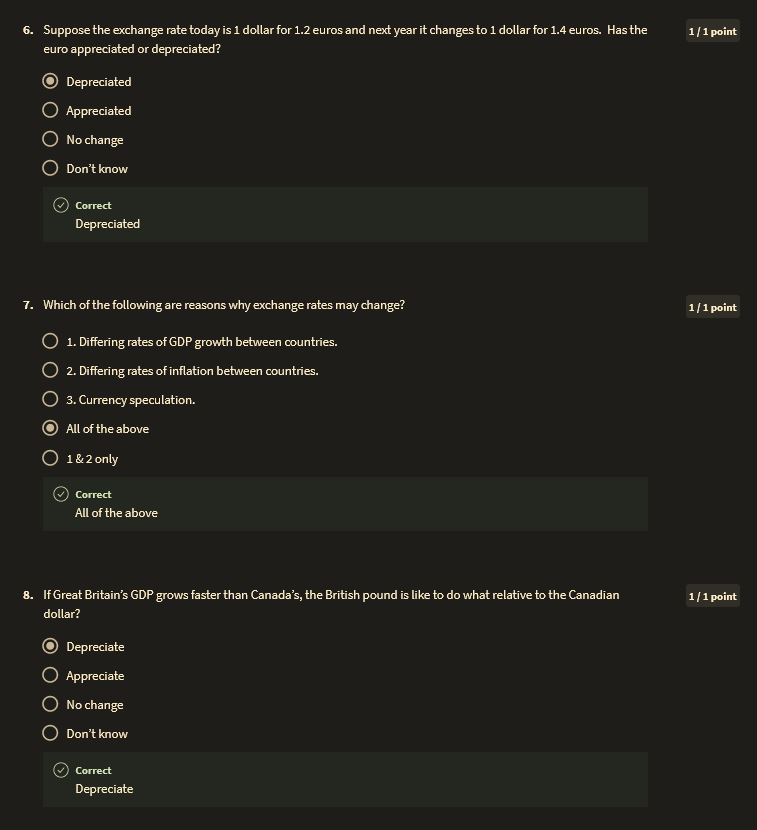 6. Suppose the exchange rate today is 1 dollar for 1.2 euros and next year it changes to 1 dollar for 1.4 euros. Has the
1 / 1 point
euro appreciated or depreciated?
Depreciated
Appreciated
No change
Don't know
Correct
Depreciated
7. Which of the following are reasons why exchange rates may change?
1 / 1 point
1. Differing rates of GDP growth between countries.
2. Differing rates of inflation between countries.
3. Currency speculation.
All of the above
1 & 2 only
Correct
All of the above
8. If Great Britain's GDP grows faster than Canada's, the British pound is like to do what relative to the Canadian
1 / 1 point
dollar?
Depreciate
Appreciate
No change
Don't know
Correct
Depreciate